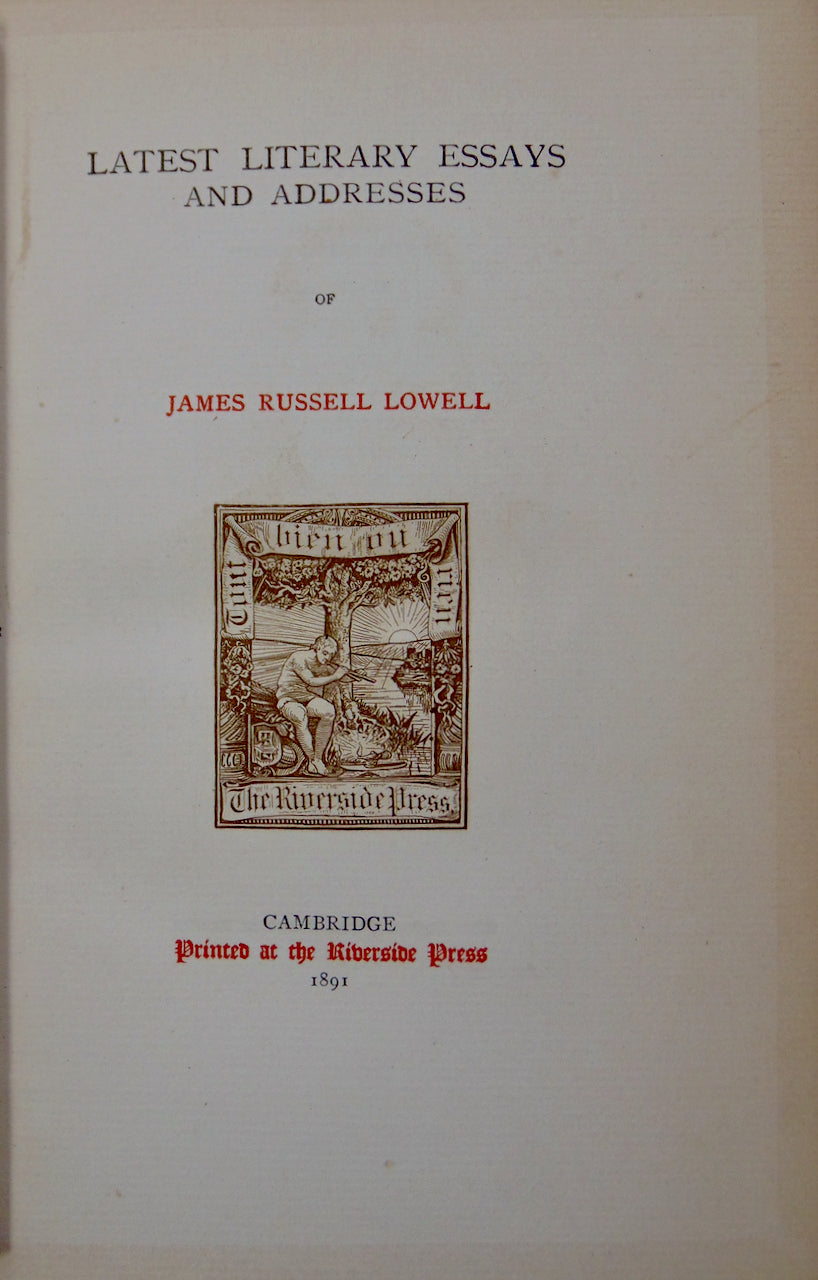 LATEST LITERARY ESSAYS
AND ADDRESSES
OF
JAMES RUSSELL LOWELL
Tout bien ou rien
The Riverside Press
CAMBRIDGE
Printed at the Riverside Press
1891